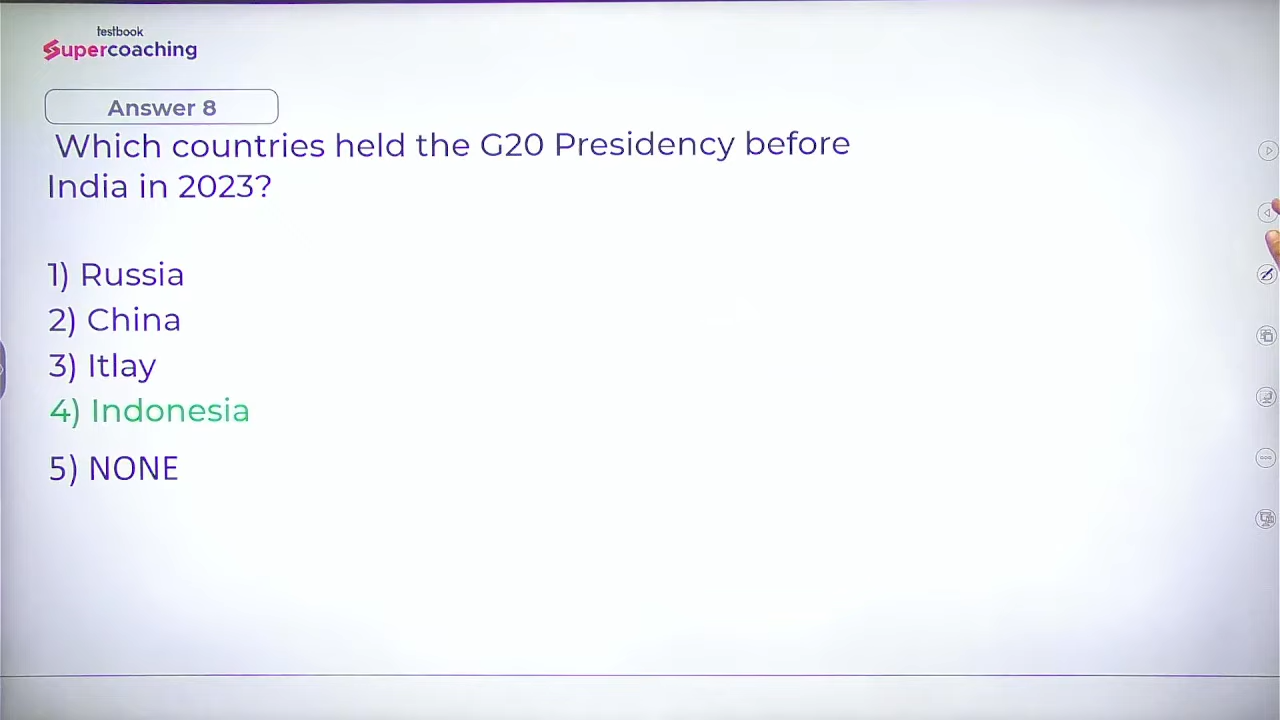 testbook
Supercoaching
Answer 8
Which countries held the G20 Presidency before
India in 2023?
1) Russia
2) China
3) Itlay
4) Indonesia
5) NONE